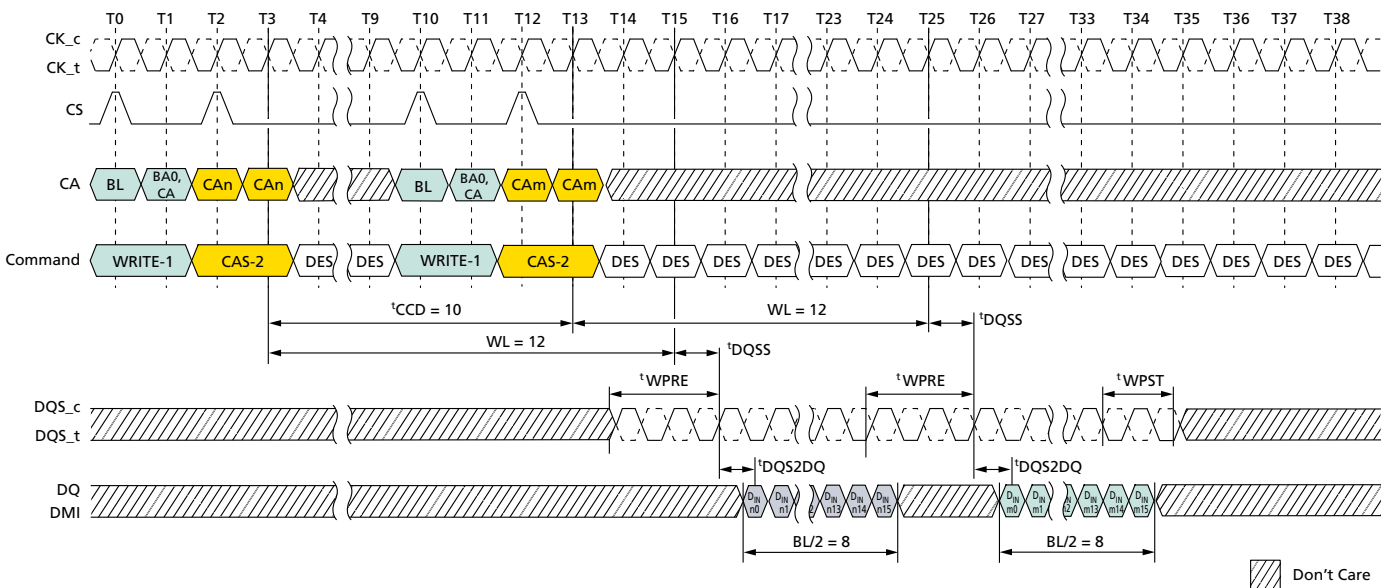 T0 T1 T2 T3 T4 T9 T10 T11 T12 T13 T14 T15 T16 T17 T23 T24 T25 T26 T27 T33 T34 T35 T36 T37 T38
CK_c
CK_t
CS
CA BL BA0, CA CAn CAn BL BA0, CA CAm CAm
Command WRITE-1 CAS-2 DES DES WRITE-1 CAS-2 DES DES DES DES DES DES DES DES DES DES DES DES DES DES DES
tCCD = 10 WL = 12 tDQSS
WL = 12 tDQSS
tWPRE tWPRE tWPST
DQS_c
DQS_t
tDQS2DQ tDQS2DQ
DQ
DMI
DIN n0 DIN n1 DIN n13 DIN n14 DIN n15 DIN m0 DIN m1 DIN m13 DIN m14 DIN m15
BL/2 = 8 BL/2 = 8
Don't Care